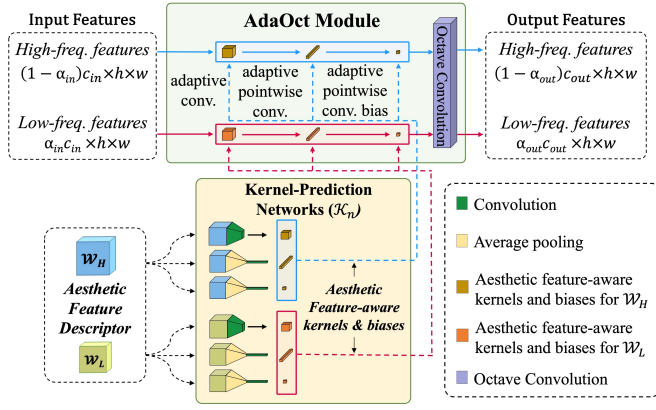 Input Features
High-freq. features
(1 − α_in)c_in × h × w
Low-freq. features
α_in c_in × h × w
AdaOct Module
adaptive
conv.
adaptive
pointwise
conv.
adaptive
pointwise
conv. bias
Octave Convolution
Output Features
High-freq. features
(1 − α_out)c_out × h × w
Low-freq. features
α_out c_out × h × w
Kernel-Prediction
Networks (𝒦_n)
𝒲_H
Aesthetic
Feature
Descriptor
𝒲_L
Aesthetic
Feature-aware
kernels & biases
Convolution
Average pooling
Aesthetic feature-aware
kernels and biases for 𝒲_H
Aesthetic feature-aware
kernels and biases for 𝒲_L
Octave Convolution